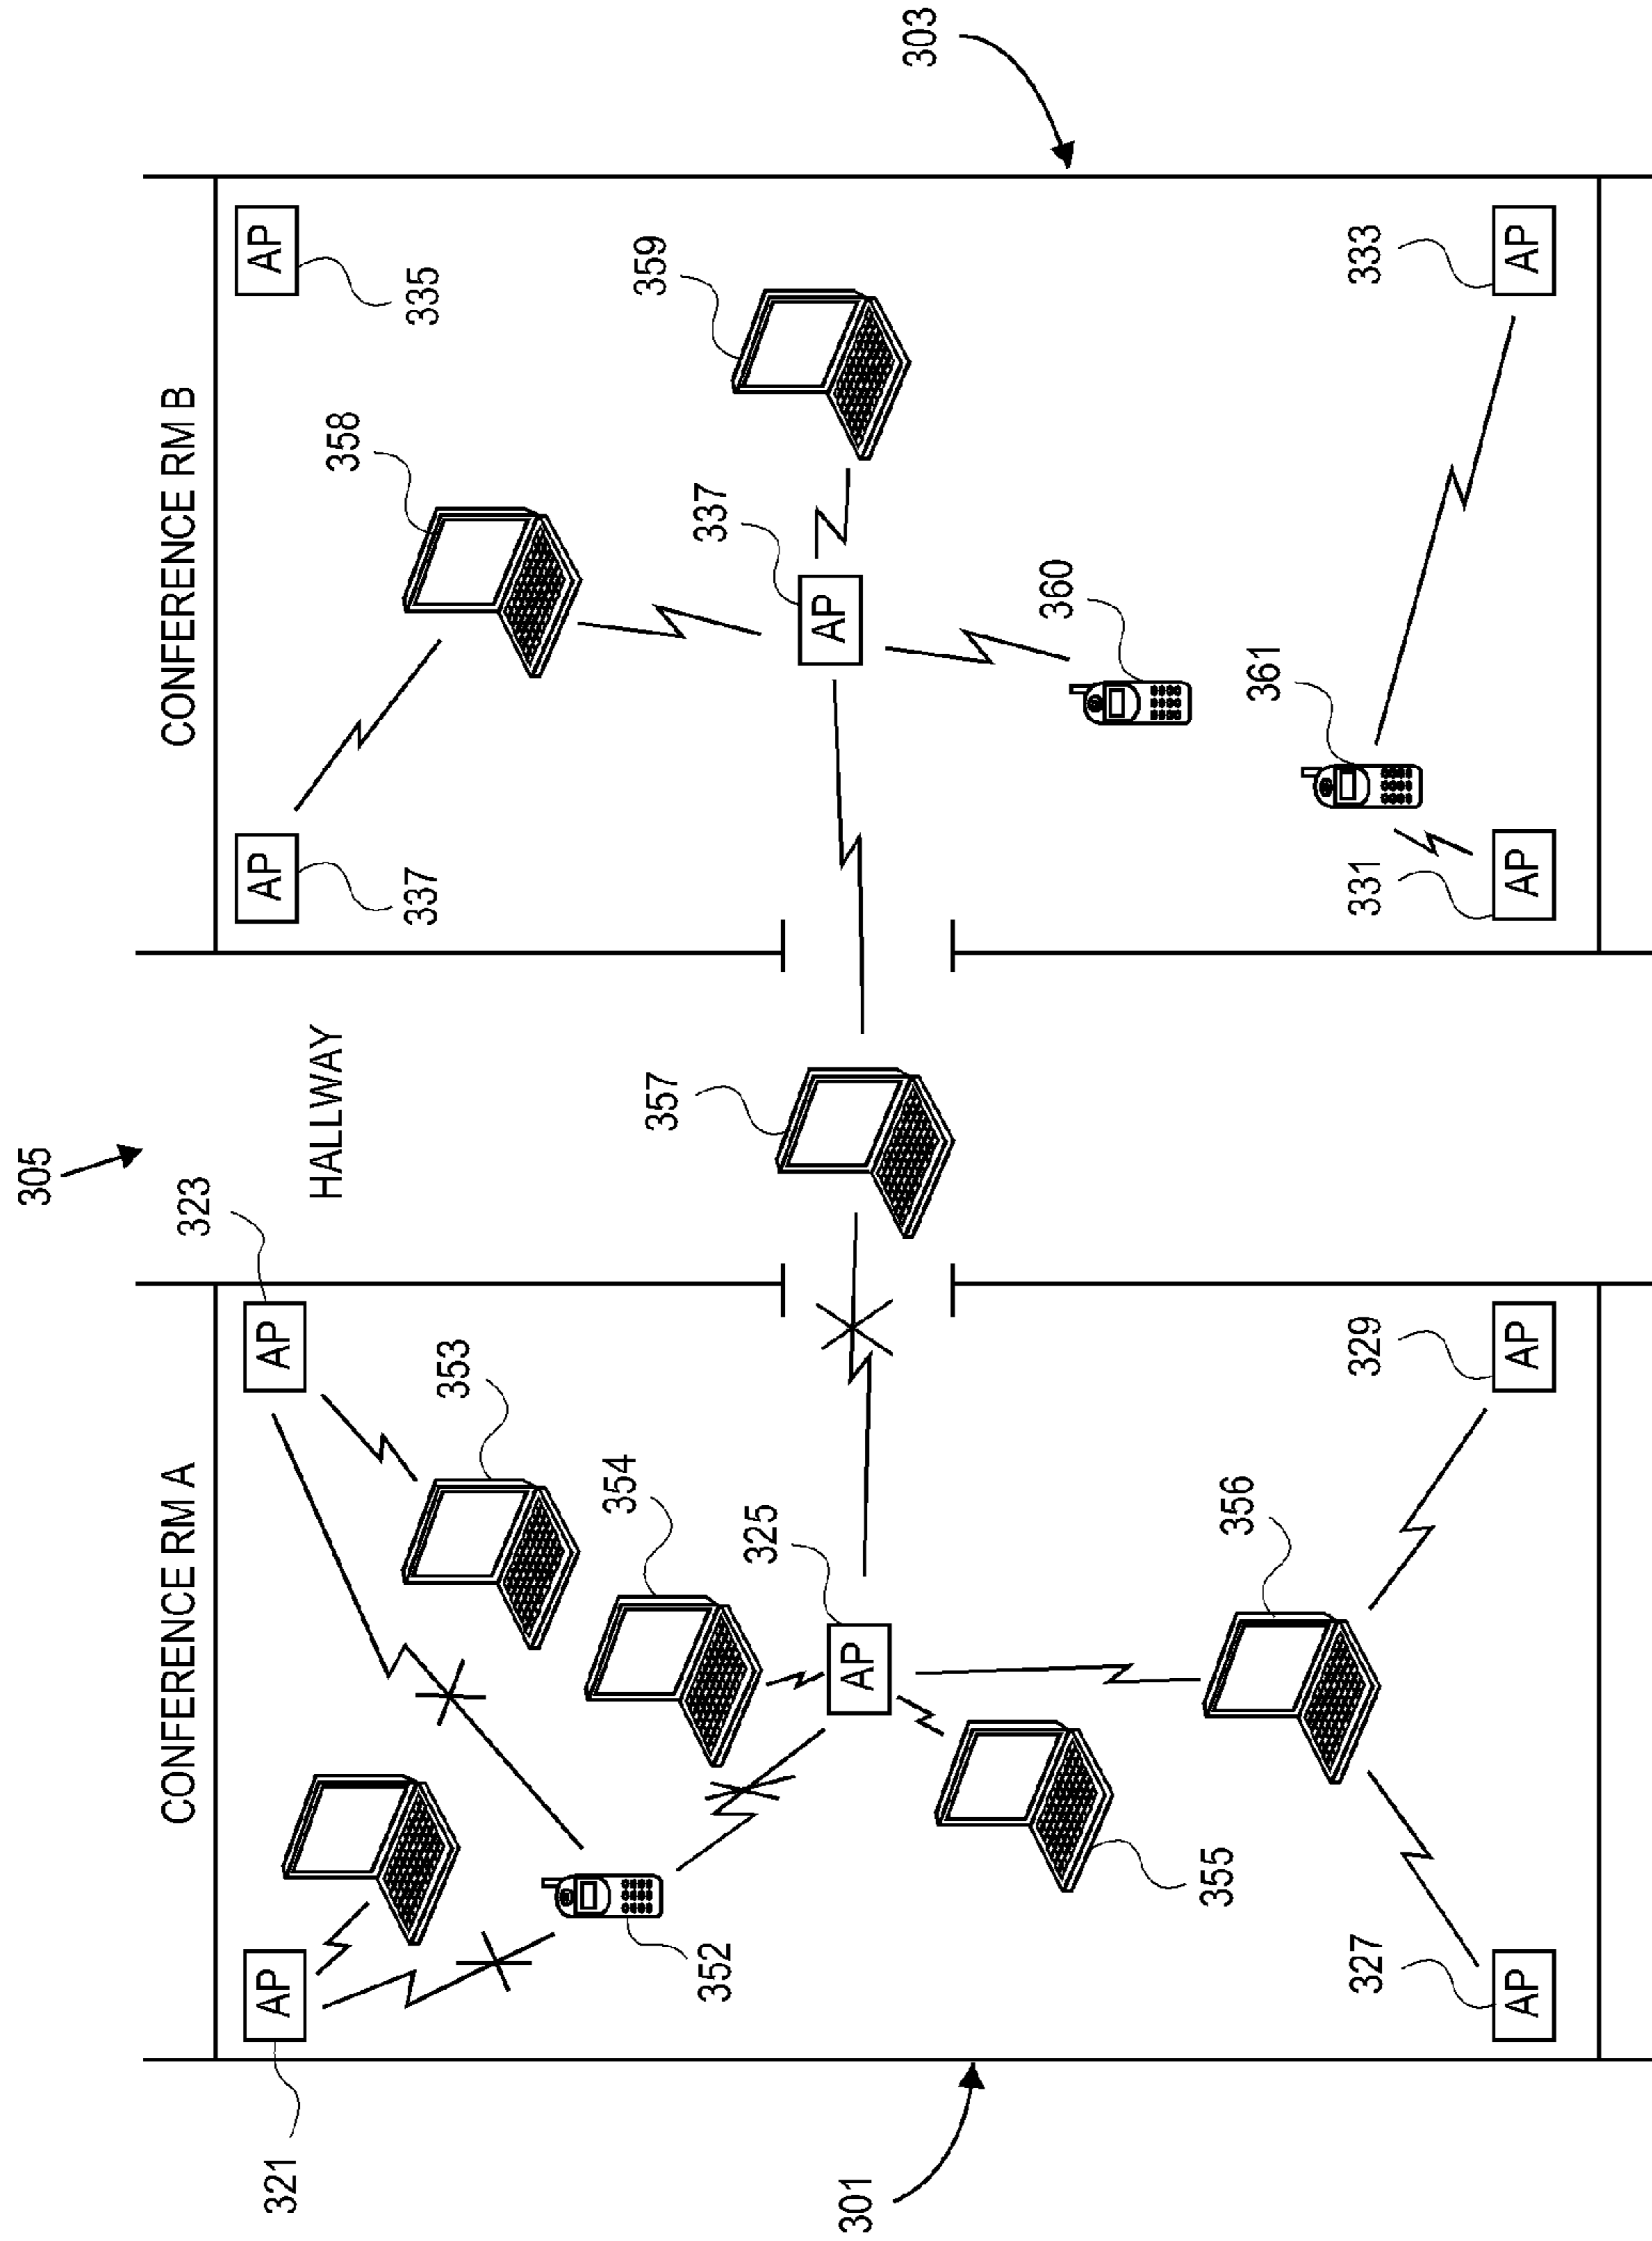 305
CONFERENCE RM A
HALLWAY
CONFERENCE RM B
321
AP
AP
323
AP
337
AP
335
353
358
354
352
325
AP
357
337
AP
359
301
303
355
356
360
361
327
AP
329
AP
331
AP
333
AP